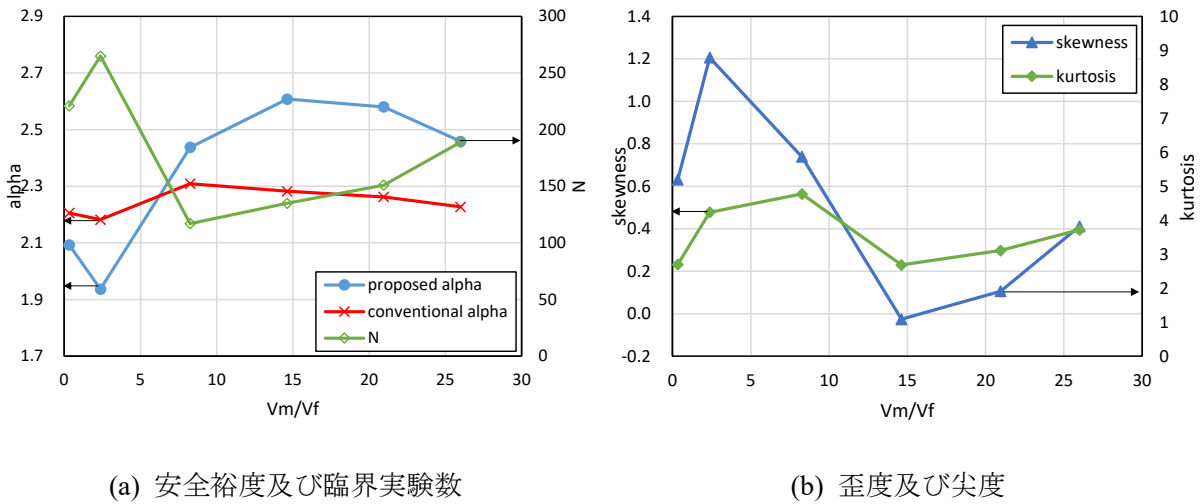 2.9
2.7
2.5
2.3
2.1
1.9
1.7
alpha
300
250
200
150
100
50
0
N
proposed alpha
conventional alpha
N
0 5 10 15 20 25 30
Vm/Vf
(a) 安全裕度及び臨界実験数
1.4
1.2
1.0
0.8
0.6
0.4
0.2
0.0
-0.2
skewness
10
9
8
7
6
5
4
3
2
1
0
kurtosis
skewness
kurtosis
0 5 10 15 20 25 30
Vm/Vf
(b) 歪度及び尖度